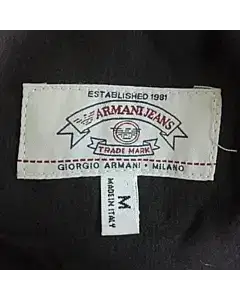 ESTABLISHED 1981
ARMANI JEANS
TRADE MARK
GIORGIO ARMANI • MILANO
M
MADE IN ITALY